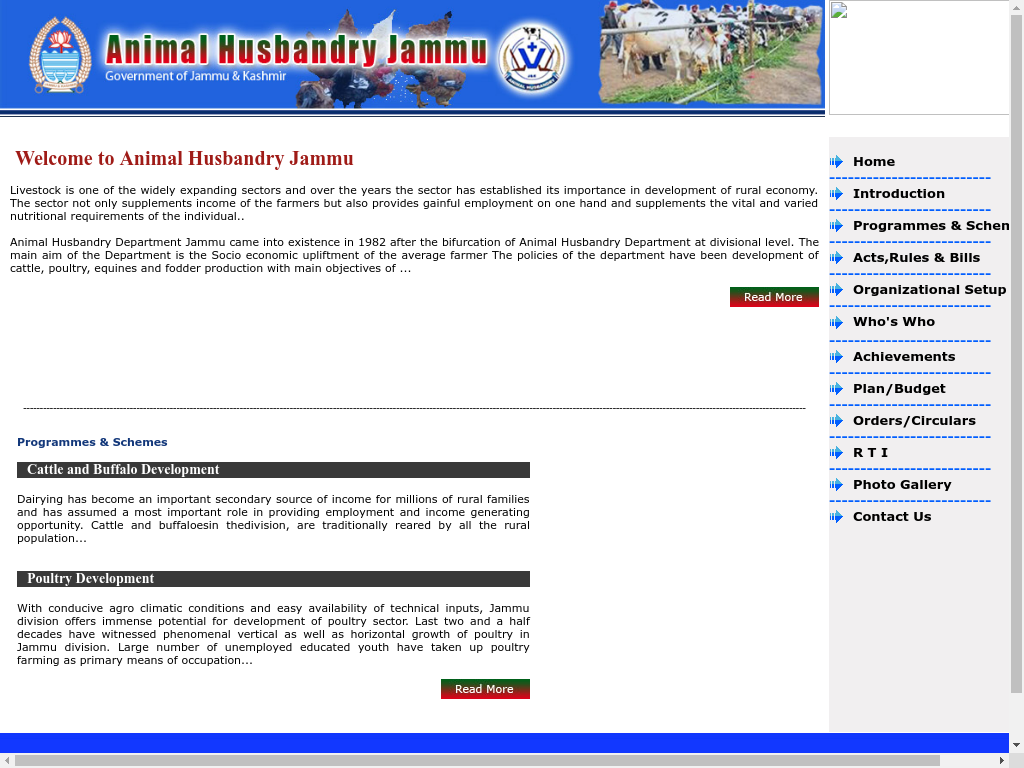 Animal Husbandry Jammu
Government of Jammu & Kashmir
Welcome to Animal Husbandry Jammu
Livestock is one of the widely expanding sectors and over the years the sector has established its importance in development of rural economy.
The sector not only supplements income of the farmers but also provides gainful employment on one hand and supplements the vital and varied
nutritional requirements of the individual..
Animal Husbandry Department Jammu came into existence in 1982 after the bifurcation of Animal Husbandry Department at divisional level. The
main aim of the Department is the Socio economic upliftment of the average farmer The policies of the department have been development of
cattle, poultry, equines and fodder production with main objectives of ...
Read More
Programmes & Schemes
Cattle and Buffalo Development
Dairying has become an important secondary source of income for millions of rural families
and has assumed a most important role in providing employment and income generating
opportunity. Cattle and buffaloesin thedivision, are traditionally reared by all the rural
population...
Poultry Development
With conducive agro climatic conditions and easy availability of technical inputs, Jammu
division offers immense potential for development of poultry sector. Last two and a half
decades have witnessed phenomenal vertical as well as horizontal growth of poultry in
Jammu division. Large number of unemployed educated youth have taken up poultry
farming as primary means of occupation...
Read More
Home
Introduction
Programmes & Schem
Acts,Rules & Bills
Organizational Setup
Who's Who
Achievements
Plan/Budget
Orders/Circulars
R T I
Photo Gallery
Contact Us